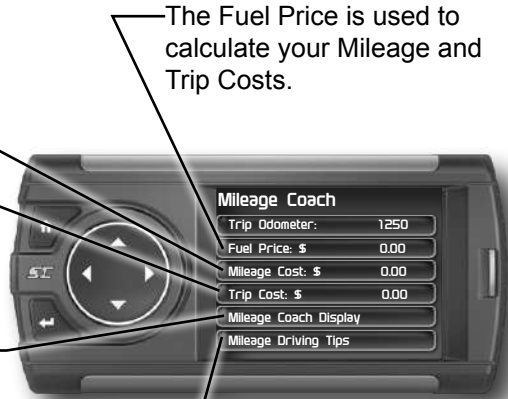 The Fuel Price is used to
calculate your Mileage and
Trip Costs.
Mileage Coach
Trip Odometer: 1250
Fuel Price: $ 0.00
Mileage Cost: $ 0.00
Trip Cost: $ 0.00
Mileage Coach Display
Mileage Driving Tips
SI